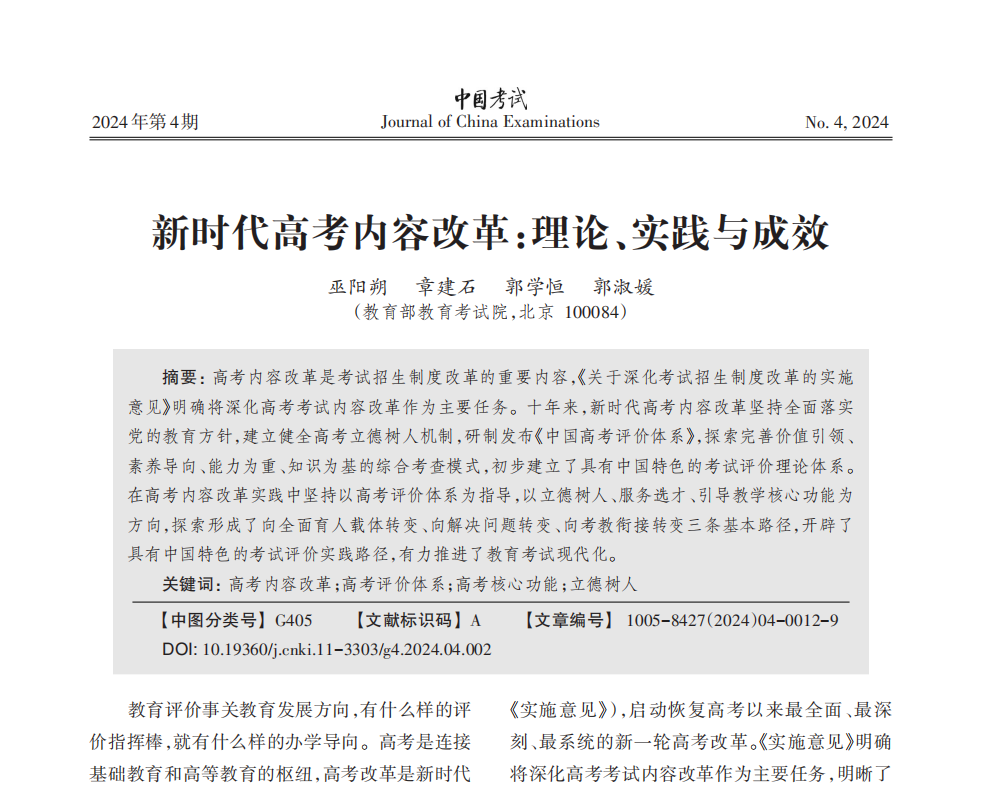 中国考试
2024年第4期
Journal of China Examinations
No. 4, 2024
新时代高考内容改革:理论、实践与成效
巫阳朔 章建石 郭学恒 郭淑媛
(教育部教育考试院,北京 100084)
摘要: 高考内容改革是考试招生制度改革的重要内容,《关于深化考试招生制度改革的实施
意见》明确将深化高考考试内容改革作为主要任务。十年来,新时代高考内容改革坚持全面落实
党的教育方针,建立健全高考立德树人机制,研制发布《中国高考评价体系》,探索完善价值引领、
素养导向、能力为重、知识为基的综合考查模式,初步建立了具有中国特色的考试评价理论体系。
在高考内容改革实践中坚持以高考评价体系为指导,以立德树人、服务选才、引导教学核心功能为
方向,探索形成了向全面育人载体转变、向解决问题转变、向考教衔接转变三条基本路径,开辟了
具有中国特色的考试评价实践路径,有力推进了教育考试现代化。
关键词: 高考内容改革;高考评价体系;高考核心功能;立德树人
【中图分类号】G405 【文献标识码】A 【文章编号】1005-8427(2024)04-0012-9
DOI: 10.19360/j.cnki.11-3303/g4.2024.04.002
教育评价事关教育发展方向,有什么样的评
价指挥棒,就有什么样的办学导向。高考是连接
基础教育和高等教育的枢纽,高考改革是新时代
《实施意见》),启动恢复高考以来最全面、最深
刻、最系统的新一轮高考改革。《实施意见》明确
将深化高考考试内容改革作为主要任务,明晰了